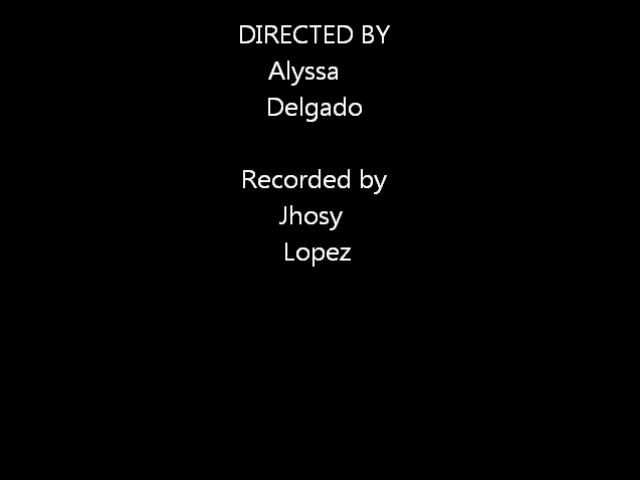 DIRECTED BY
Alyssa
Delgado
Recorded by
Jhosy
Lopez